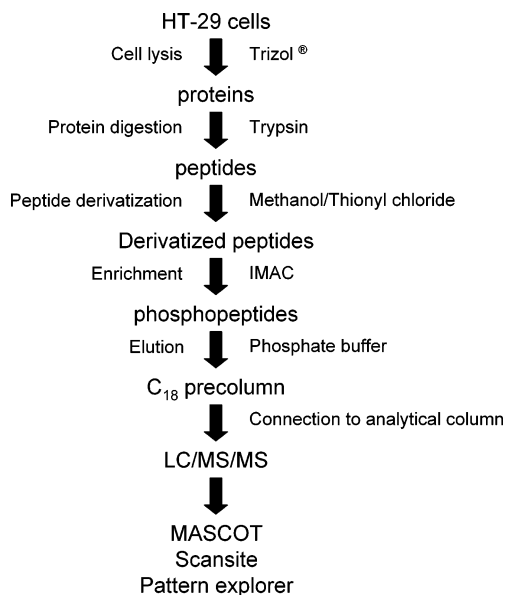 HT-29 cells
Cell lysis Trizol ®
proteins
Protein digestion Trypsin
peptides
Peptide derivatization Methanol/Thionyl chloride
Derivatized peptides
Enrichment IMAC
phosphopeptides
Elution Phosphate buffer
C18 precolumn
Connection to analytical column
LC/MS/MS
MASCOT
Scansite
Pattern explorer